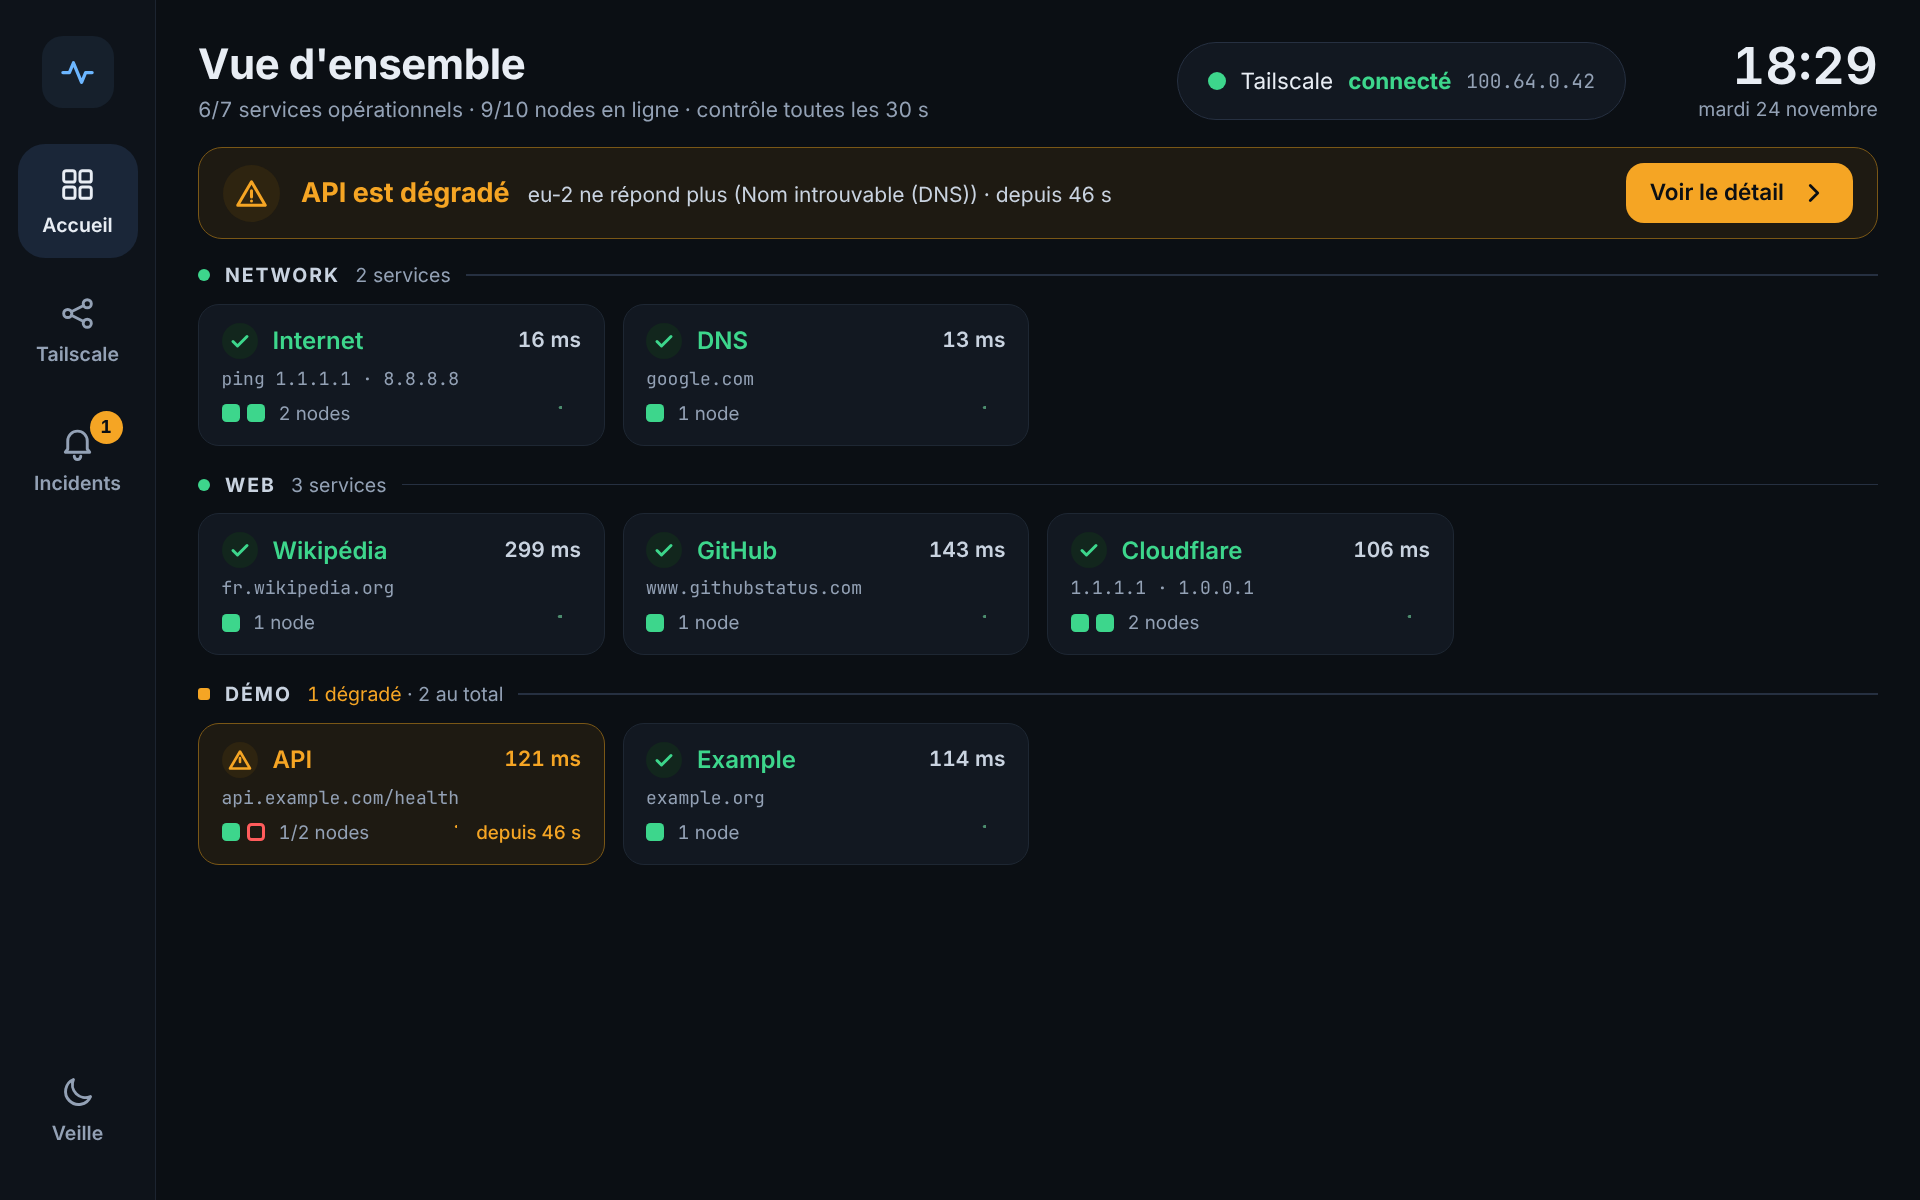 Vue d'ensemble
6/7 services opérationnels · 9/10 nodes en ligne · contrôle toutes les 30 s
Tailscale connecté 100.64.0.42
18:29
mardi 24 novembre
Accueil
Tailscale
1
Incidents
Veille
API est dégradé eu-2 ne répond plus (Nom introuvable (DNS)) · depuis 46 s
Voir le détail
NETWORK 2 services
Internet 16 ms
ping 1.1.1.1 · 8.8.8.8
2 nodes
DNS 13 ms
google.com
1 node
WEB 3 services
Wikipédia 299 ms
fr.wikipedia.org
1 node
GitHub 143 ms
www.githubstatus.com
1 node
Cloudflare 106 ms
1.1.1.1 · 1.0.0.1
2 nodes
DÉMO 1 dégradé · 2 au total
API 121 ms
api.example.com/health
1/2 nodes depuis 46 s
Example 114 ms
example.org
1 node